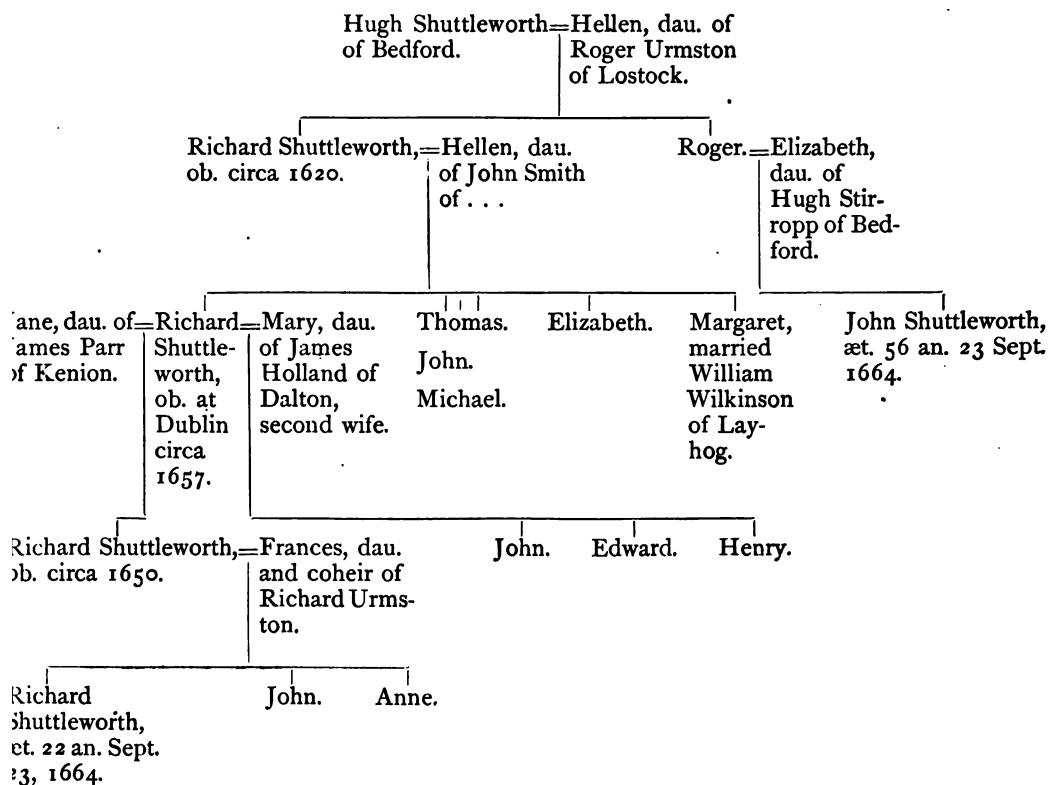 Hugh Shuttleworth=Hellen, dau. of
of Bedford.
Roger Urmston
of Lostock.
Richard Shuttleworth,=Hellen, dau.
ob. circa 1620.
of John Smith
of . . .
Roger.=Elizabeth,
dau. of
Hugh Stir-
ropp of Bed-
ford.
ane, dau. of=Richard=Mary, dau.
ames Parr
of Kenion.
Shuttle-
worth,
ob. at
Dublin
circa
1657.
of James
Holland of
Dalton,
second wife.
Thomas.
John.
Michael.
Elizabeth.
Margaret,
married
William
Wilkinson
of Lay-
hog.
John Shuttleworth,
æt. 56 an. 23 Sept.
1664.
Richard Shuttleworth,=Frances, dau.
ob. circa 1650.
and coheir of
Richard Urms-
ton.
John.
Edward.
Henry.
Richard
Shuttleworth,
æt. 22 an. Sept.
23, 1664.
John.
Anne.